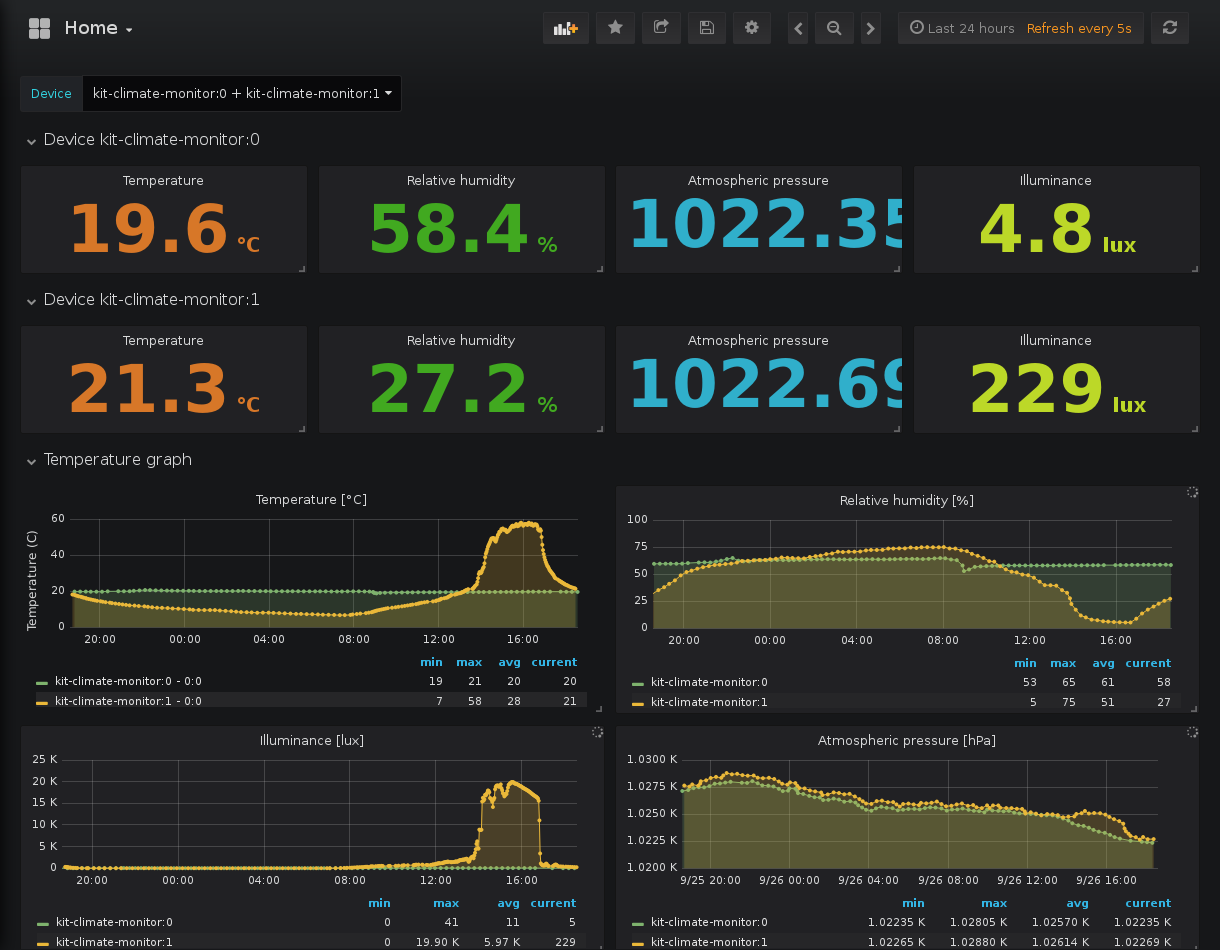 Home
Last 24 hours Refresh every 5s
Device kit-climate-monitor:0 + kit-climate-monitor:1
Device kit-climate-monitor:0
Temperature Relative humidity Atmospheric pressure Illuminance
19.6 °C 58.4 % 1022.35 4.8 lux
Device kit-climate-monitor:1
Temperature Relative humidity Atmospheric pressure Illuminance
21.3 °C 27.2 % 1022.69 229 lux
Temperature graph
Temperature [°C]
Temperature (C)
60
40
20
0
20:00 00:00 04:00 08:00 12:00 16:00
min max avg current
kit-climate-monitor:0 - 0:0 19 21 20 20
kit-climate-monitor:1 - 0:0 7 58 28 21
Relative humidity [%]
100
75
50
25
0
20:00 00:00 04:00 08:00 12:00 16:00
min max avg current
kit-climate-monitor:0 53 65 61 58
kit-climate-monitor:1 5 75 51 27
Illuminance [lux]
25 K
20 K
15 K
10 K
5 K
0
20:00 00:00 04:00 08:00 12:00 16:00
min max avg current
kit-climate-monitor:0 0 41 11 5
kit-climate-monitor:1 0 19.90 K 5.97 K 229
Atmospheric pressure [hPa]
1.0300 K
1.0275 K
1.0250 K
1.0225 K
1.0200 K
9/25 20:00 9/26 00:00 9/26 04:00 9/26 08:00 9/26 12:00 9/26 16:00
min max avg current
kit-climate-monitor:0 1.02235 K 1.02805 K 1.02570 K 1.02235 K
kit-climate-monitor:1 1.02265 K 1.02880 K 1.02614 K 1.02269 K